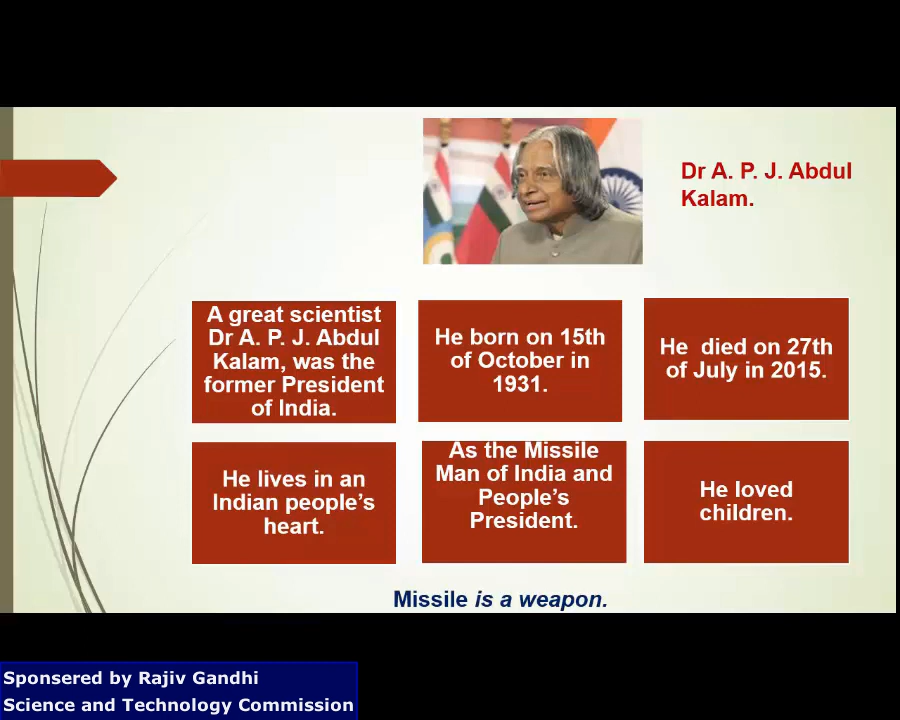 Dr A. P. J. Abdul
Kalam.
A great scientist
Dr A. P. J. Abdul
Kalam, was the
former President
of India.
He born on 15th
of October in
1931.
He died on 27th
of July in 2015.
He lives in an
Indian people's
heart.
As the Missile
Man of India and
People's
President.
He loved
children.
Missile is a weapon.
Sponsered by Rajiv Gandhi
Science and Technology Commission